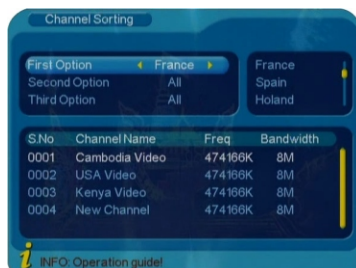 Channel Sorting
First Option France
Second Option All
Third Option All
France
Spain
Holand
S.No Channel Name Freq Bandwidth
0001 Cambodia Video 474166K 8M
0002 USA Video 474166K 8M
0003 Kenya Video 474166K 8M
0004 New Channel 474166K 8M
INFO: Operation guide!